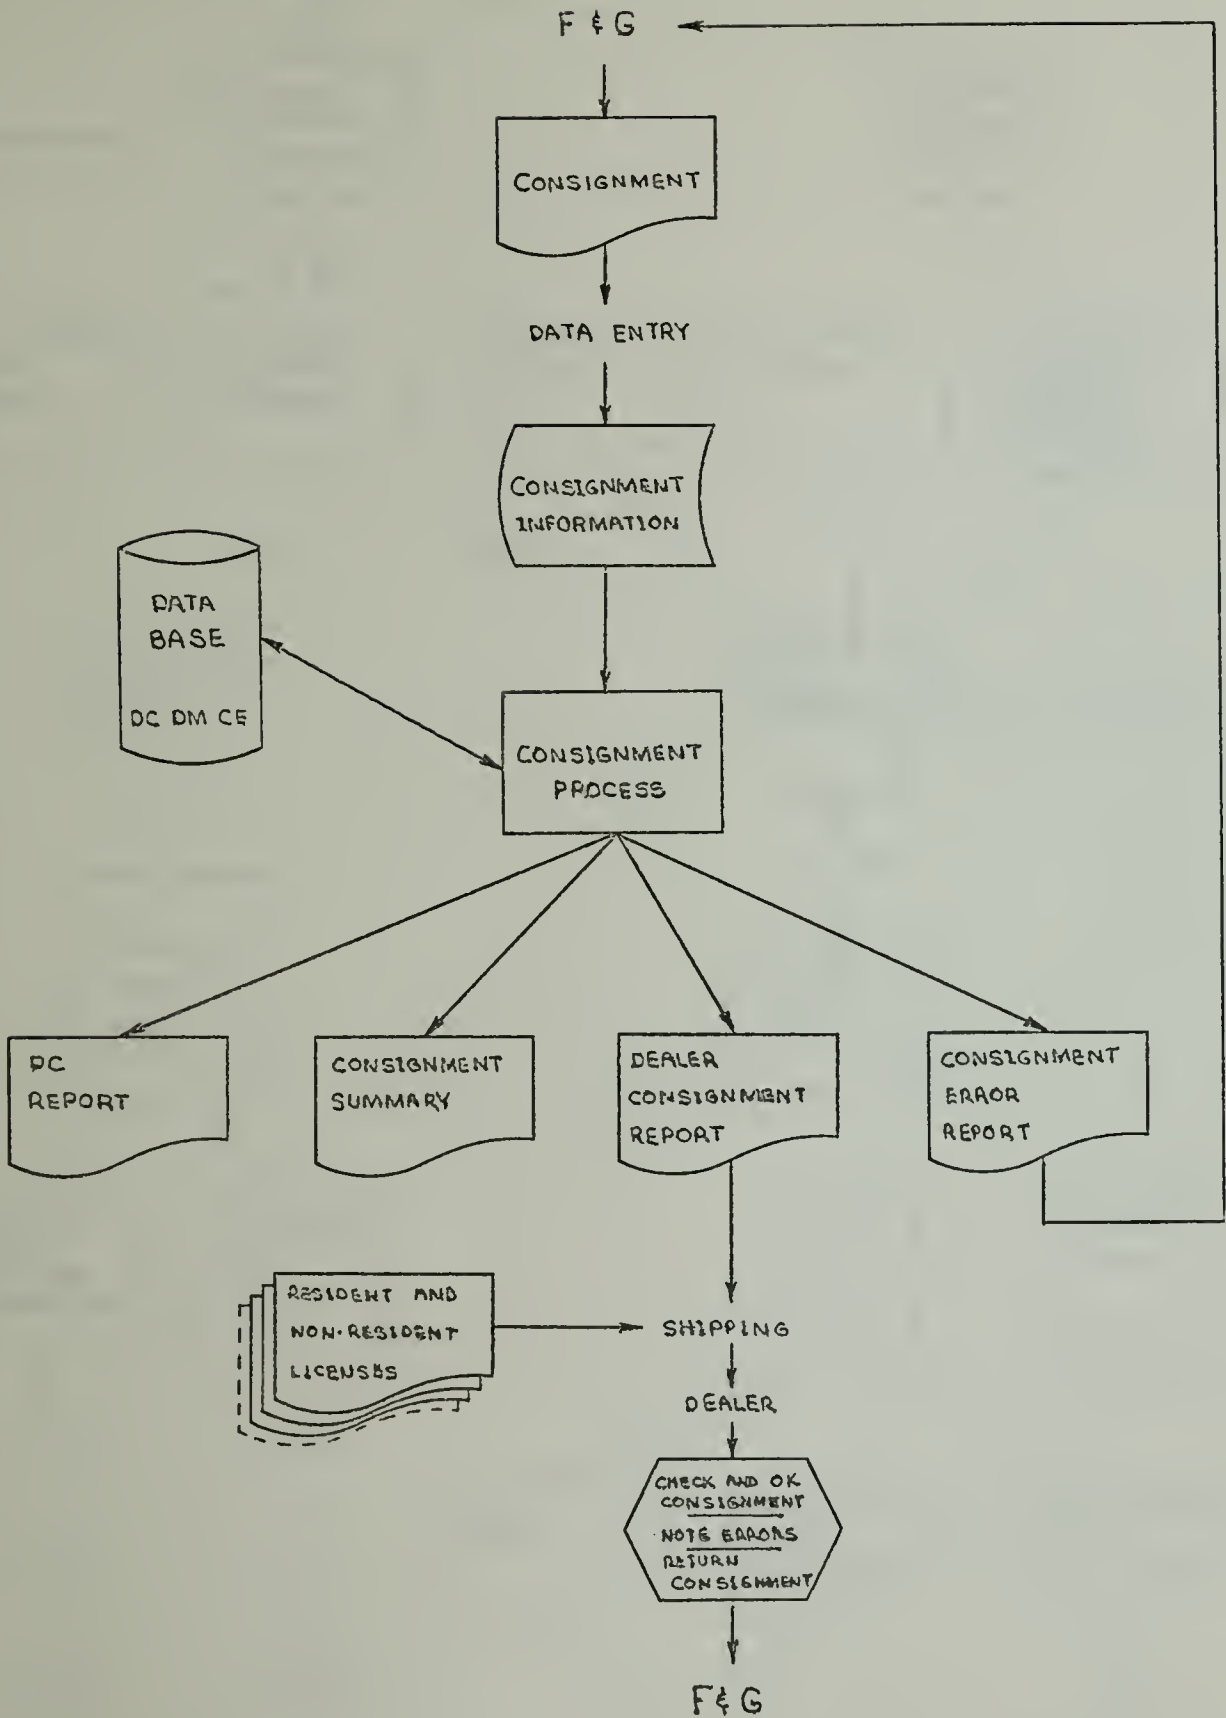 F & G
CONSIGNMENT
DATA ENTRY
CONSIGNMENT
INFORMATION
DATA
BASE
DC DM CE
CONSIGNMENT
PROCESS
DC
REPORT
CONSIGNMENT
SUMMARY
DEALER
CONSIGNMENT
REPORT
CONSIGNMENT
ERROR
REPORT
RESIDENT AND
NON-RESIDENT
LICENSES
SHIPPING
DEALER
CHECK AND OK
CONSIGNMENT
NOTE ERRORS
RETURN
CONSIGNMENT
F & G